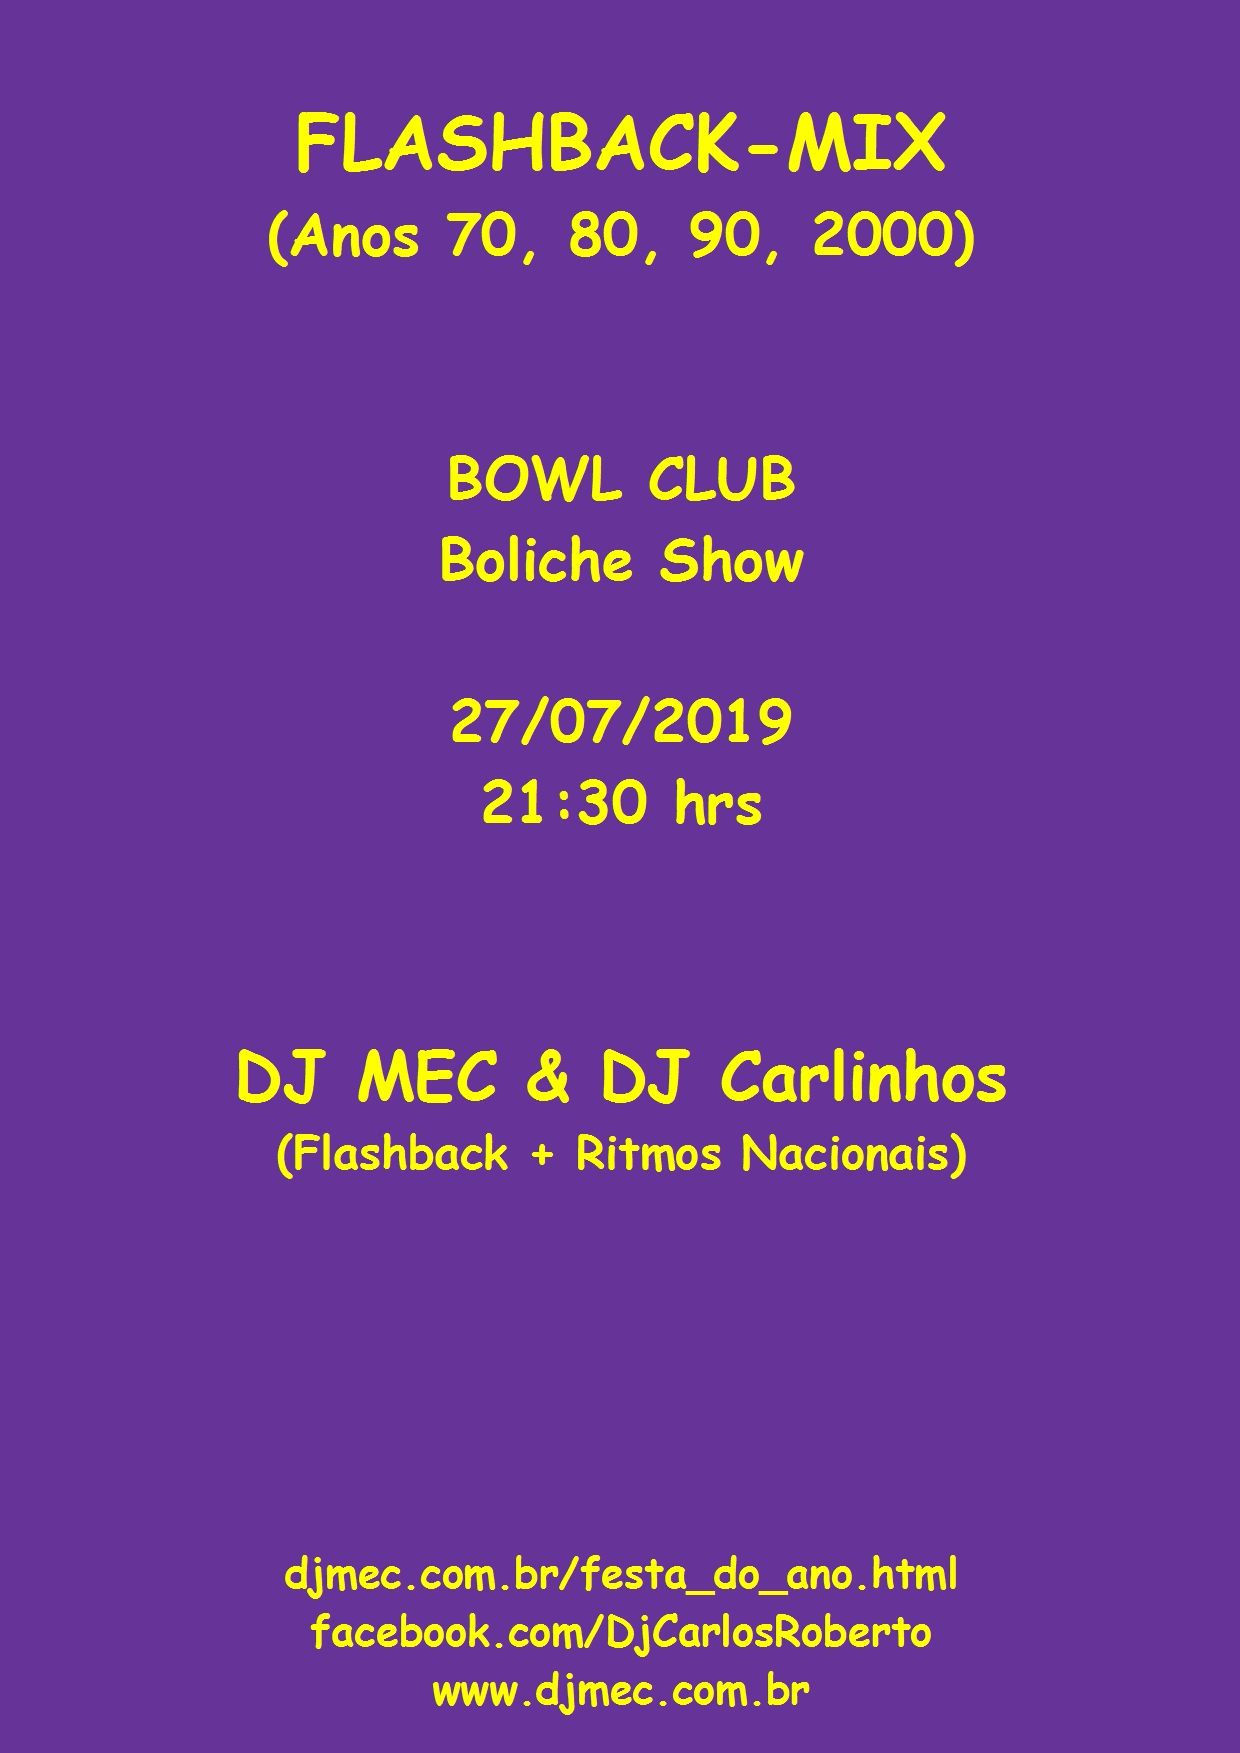 FLASHBACK-MIX
(Anos 70, 80, 90, 2000)
BOWL CLUB
Boliche Show
27/07/2019
21:30 hrs
DJ MEC & DJ Carlinhos
(Flashback + Ritmos Nacionais)
djmec.com.br/festa_do_ano.html
facebook.com/DjCarlosRoberto
www.djmec.com.br